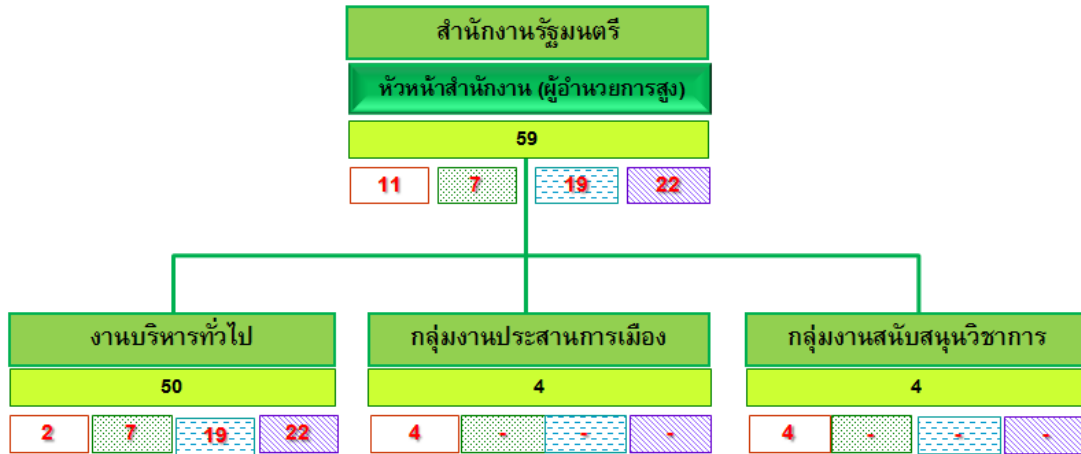 สำนักงานรัฐมนตรี
หัวหน้าสำนักงาน (ผู้อำนวยการสูง)
59
11 7 19 22
งานบริหารทั่วไป
50
2 7 19 22
กลุ่มงานประสานการเมือง
4
4 - - -
กลุ่มงานสนับสนุนวิชาการ
4
4 - - -